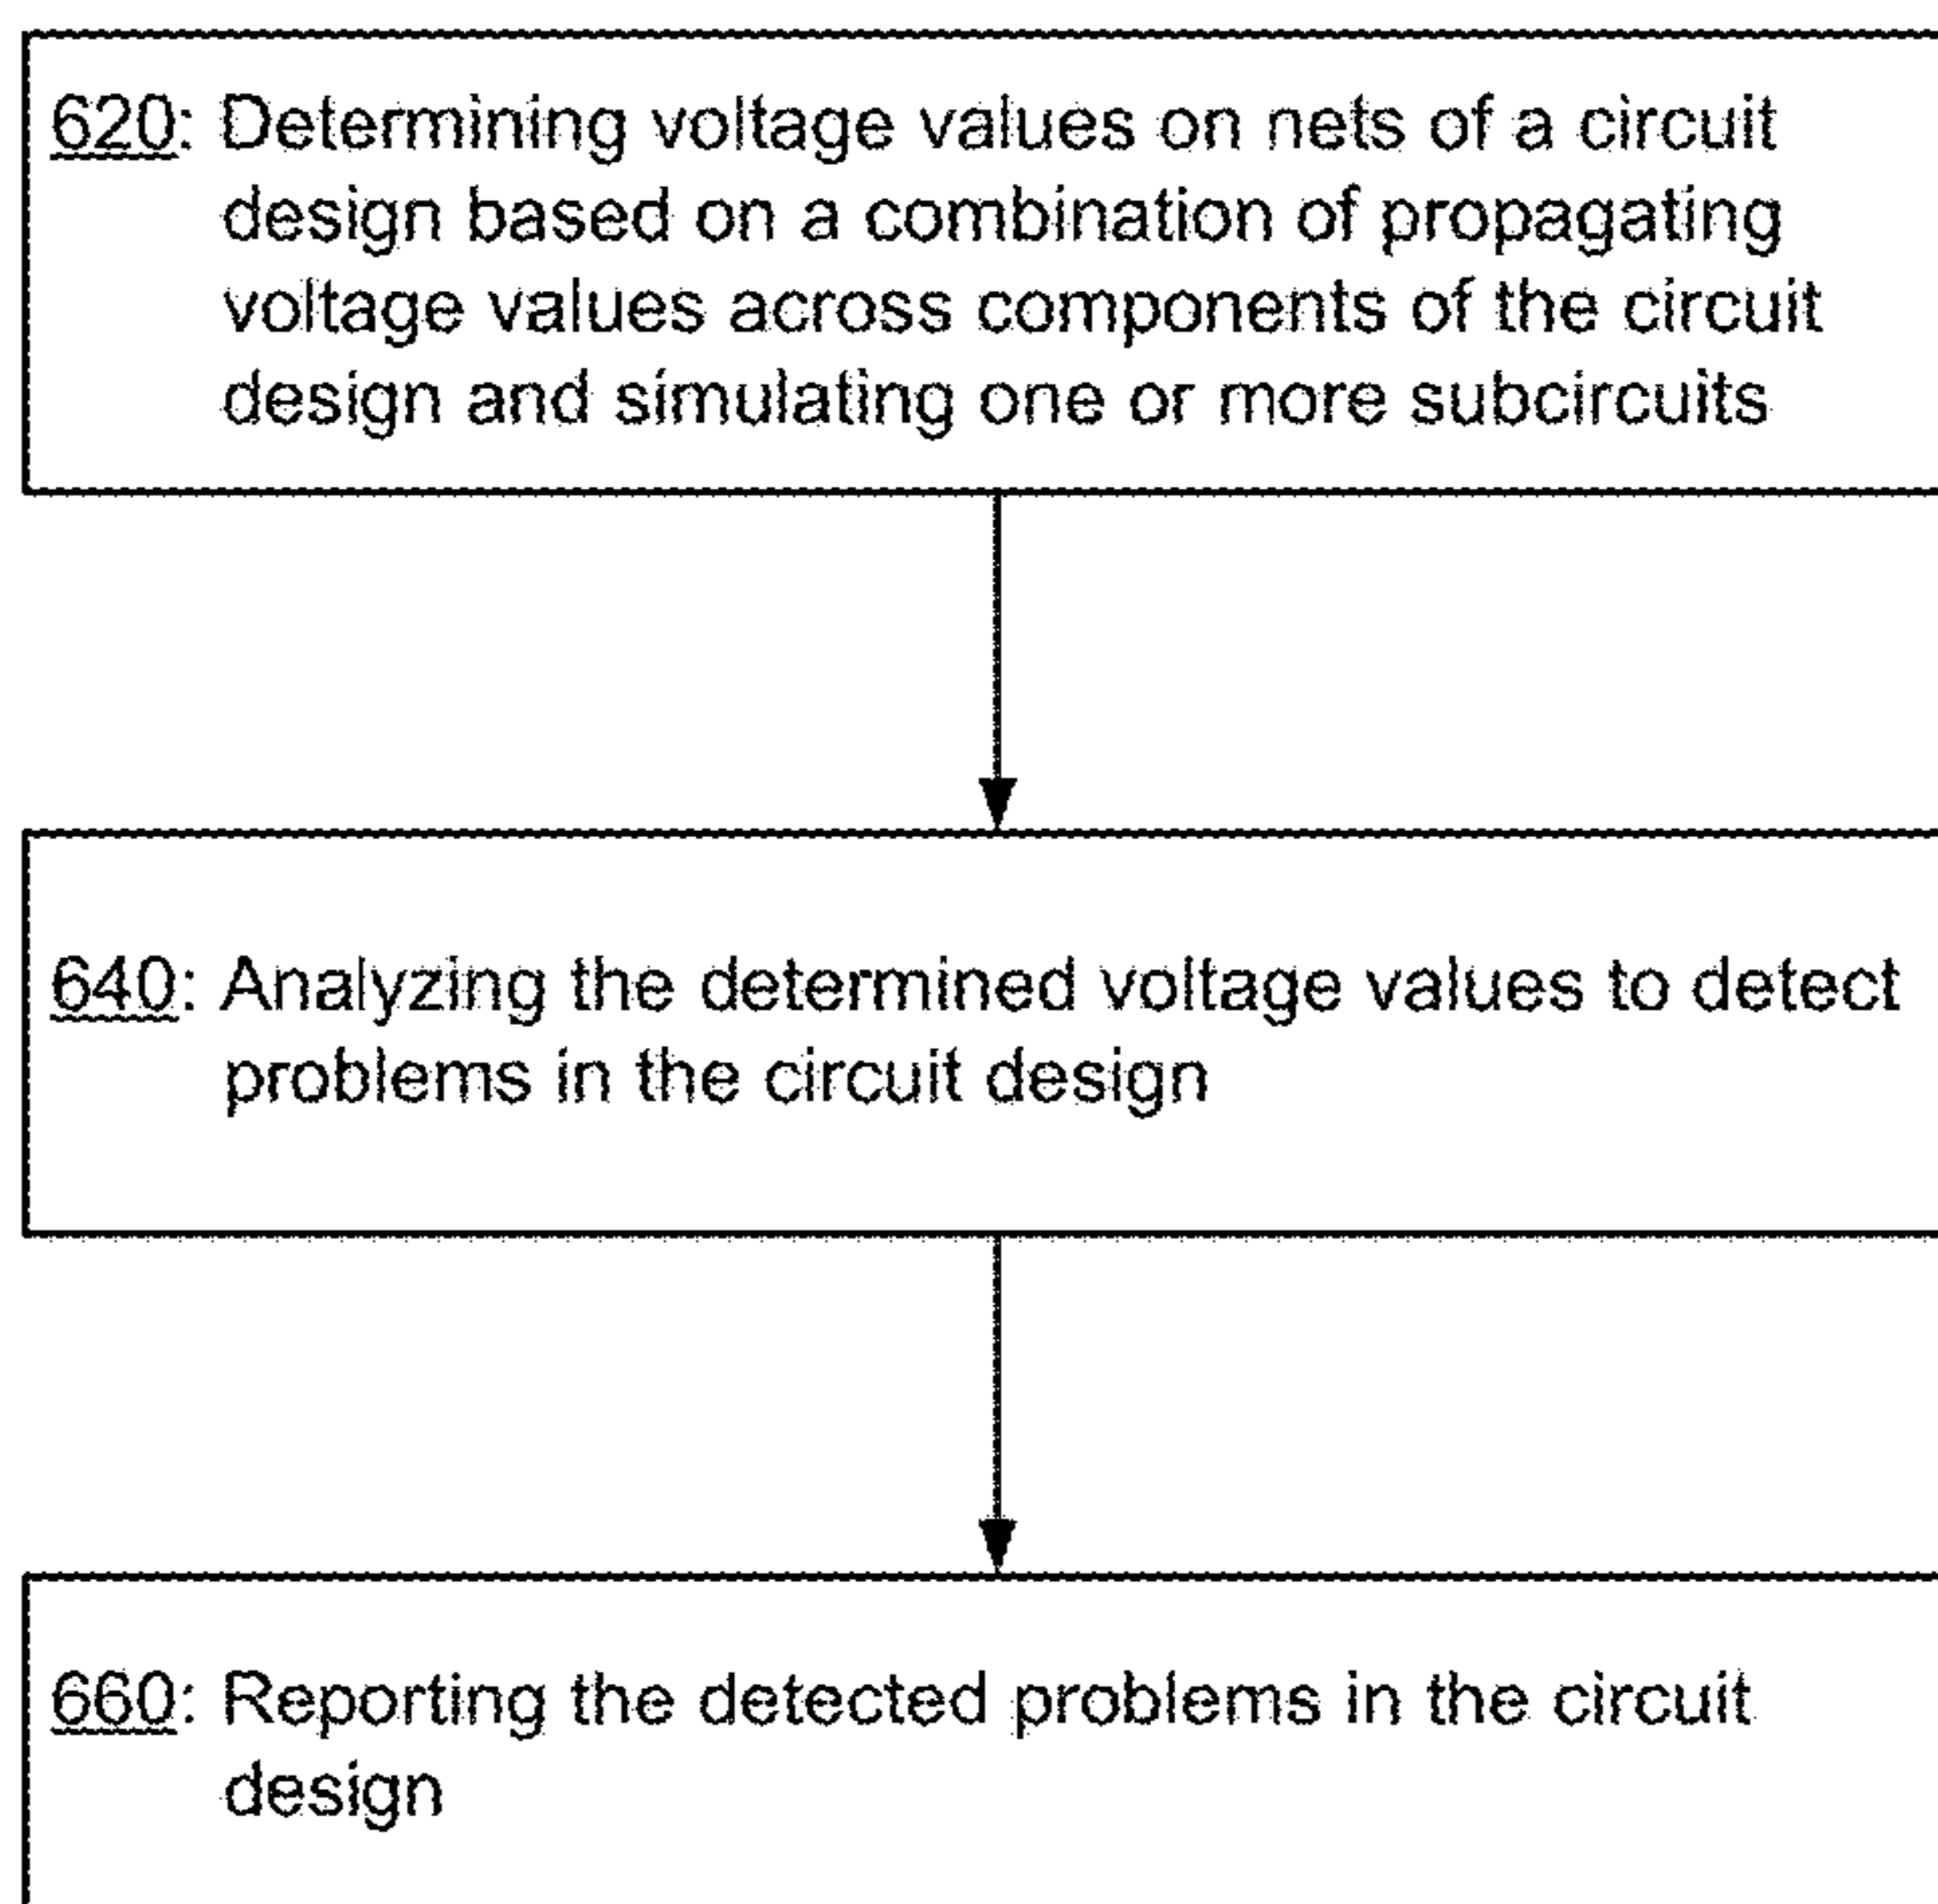 620: Determining voltage values on nets of a circuit
design based on a combination of propagating
voltage values across components of the circuit
design and simulating one or more subcircuits
640: Analyzing the determined voltage values to detect
problems in the circuit design
660: Reporting the detected problems in the circuit
design